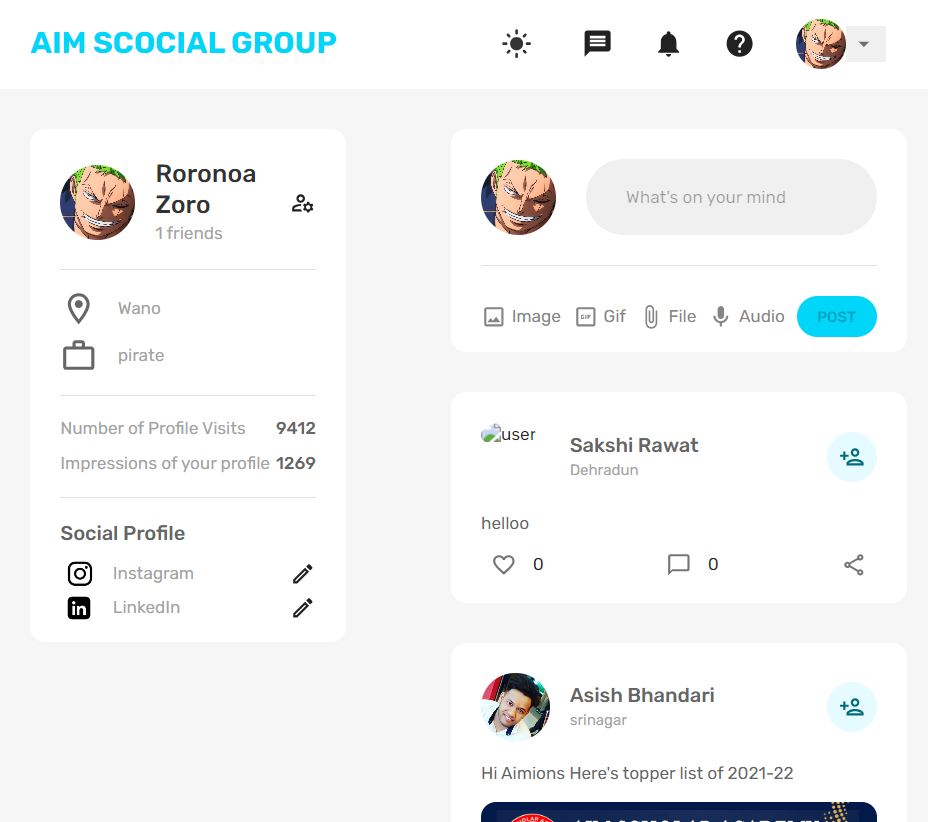 AIM SCOCIAL GROUP
Roronoa
Zoro
1 friends
Wano
pirate
Number of Profile Visits 9412
Impressions of your profile 1269
Social Profile
Instagram
LinkedIn
What's on your mind
Image GIF Gif File Audio POST
user
Sakshi Rawat
Dehradun
helloo
0 0
Asish Bhandari
srinagar
Hi Aimions Here's topper list of 2021-22